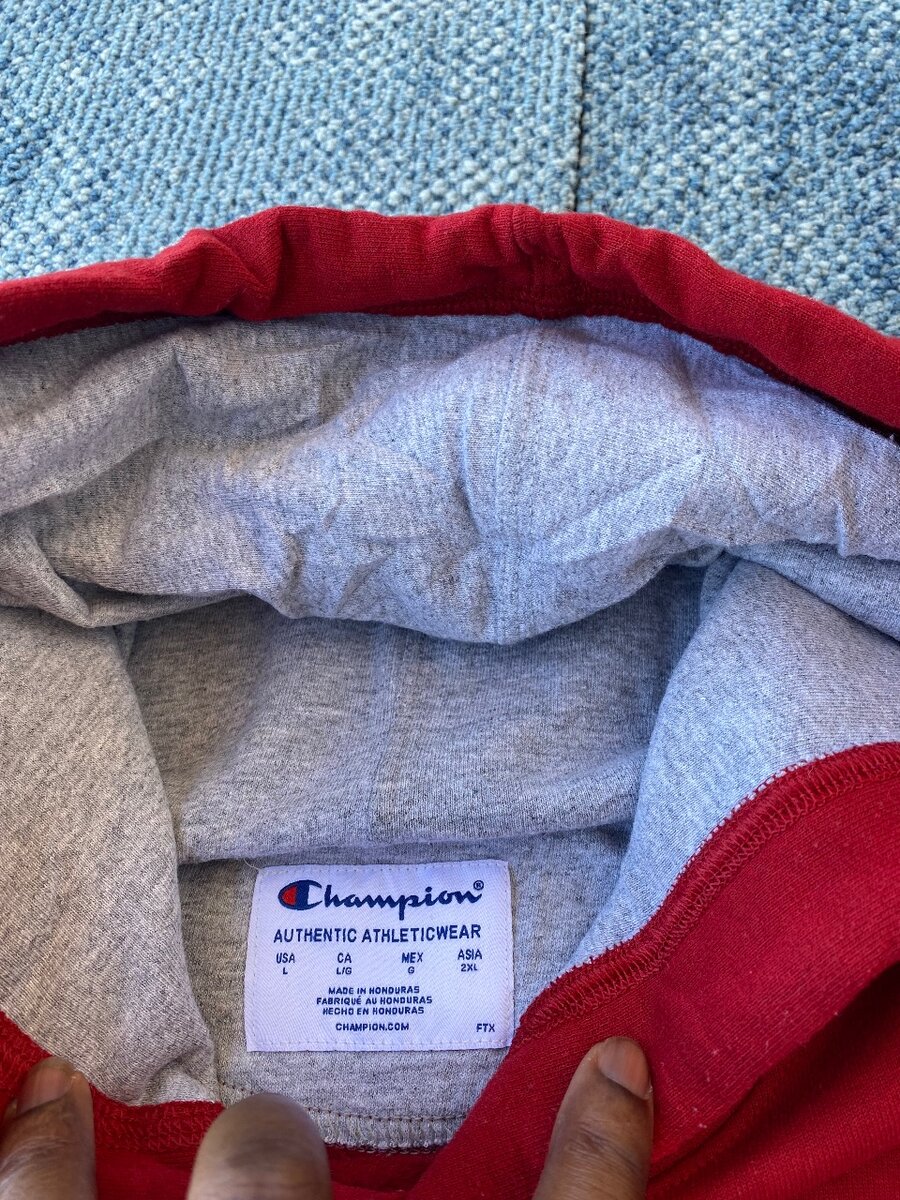 Champion®
AUTHENTIC ATHLETICWEAR
USA CA MEX ASIA
L L/G G 2XL
MADE IN HONDURAS
FABRIQUÉ AU HONDURAS
HECHO EN HONDURAS
CHAMPION.COM FTX